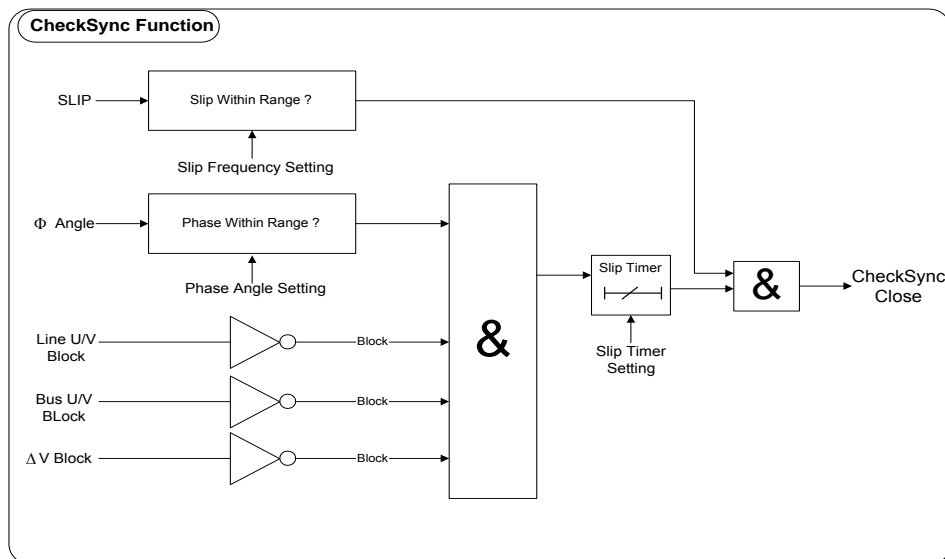 CheckSync Function
SLIP
Slip Within Range ?
Slip Frequency Setting
Φ Angle
Phase Within Range ?
Phase Angle Setting
Line U/V
Block
Block
Bus U/V
BLock
Block
Δ V Block
Block
&
Slip Timer
Slip Timer
Setting
&
CheckSync
Close